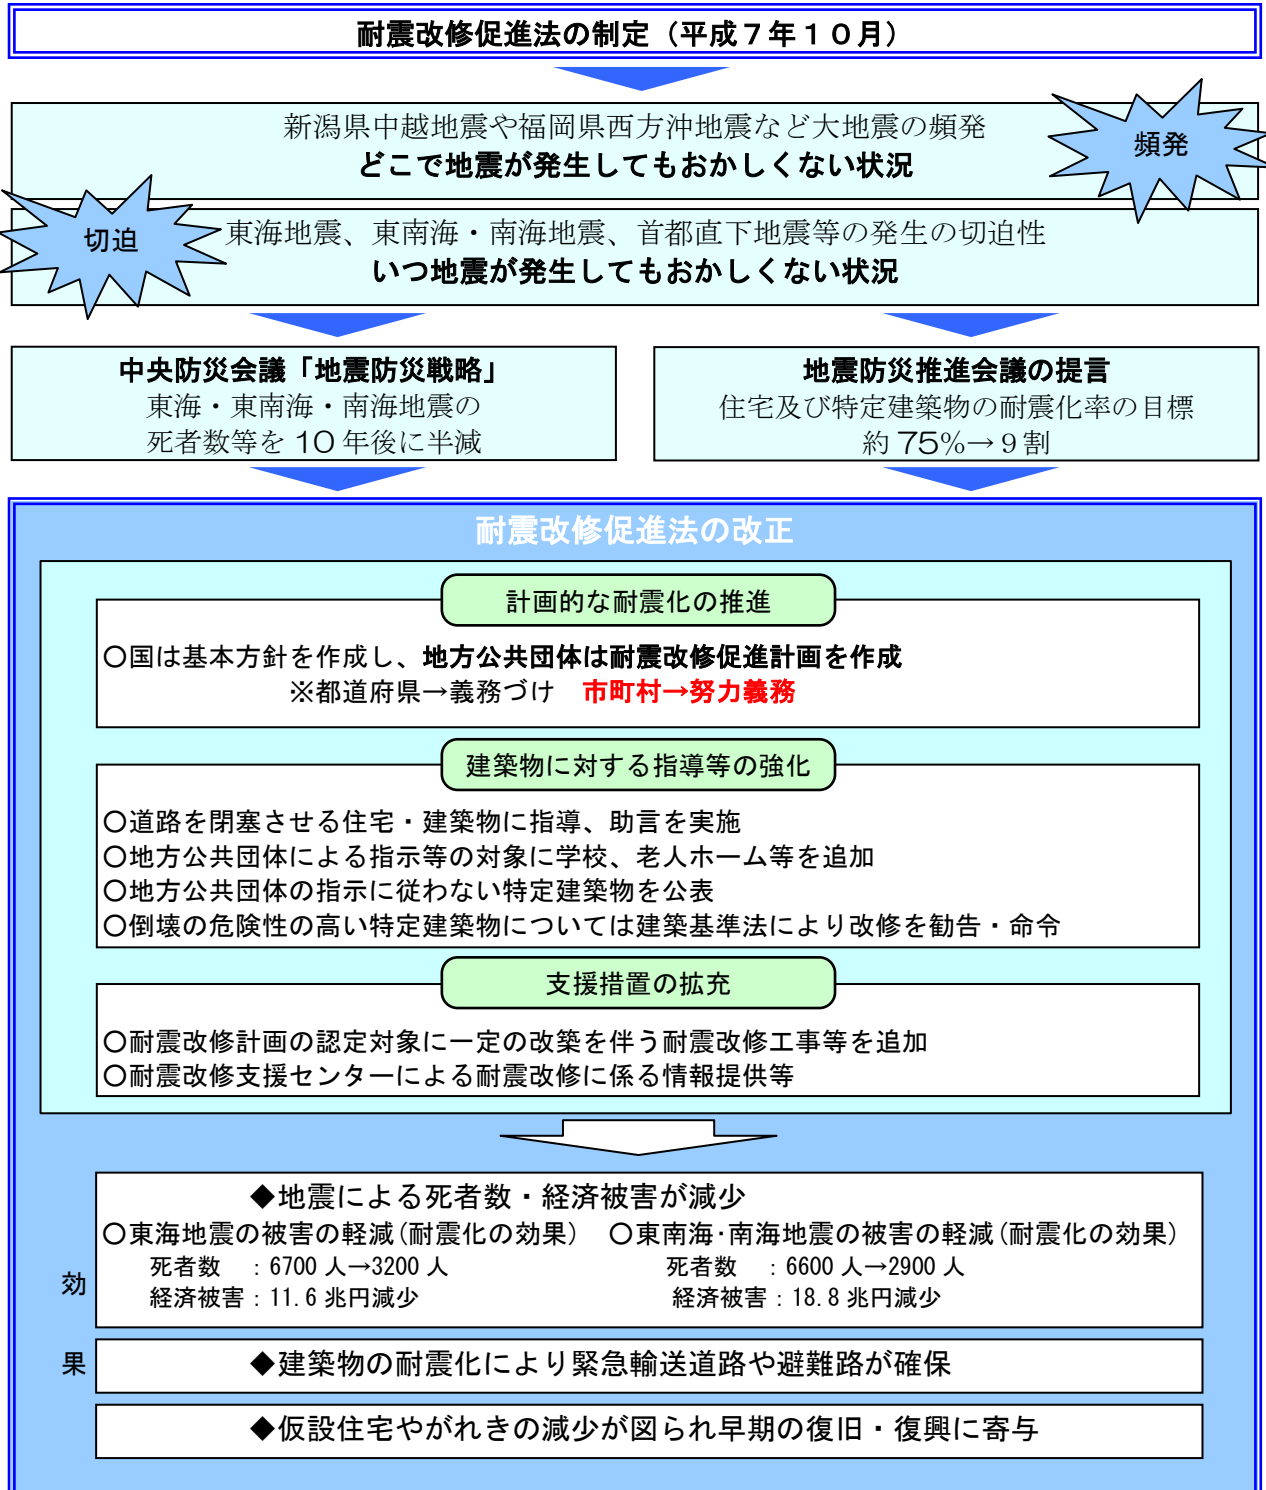 耐震改修促進法の制定（平成７年１０月）
新潟県中越地震や福岡県西方沖地震など大地震の頻発
どこで地震が発生してもおかしくない状況
頻発
切迫
東海地震、東南海・南海地震、首都直下地震等の発生の切迫性
いつ地震が発生してもおかしくない状況
中央防災会議「地震防災戦略」
東海・東南海・南海地震の
死者数等を 10 年後に半減
地震防災推進会議の提言
住宅及び特定建築物の耐震化率の目標
約 75％→９割
耐震改修促進法の改正
計画的な耐震化の推進
○国は基本方針を作成し、地方公共団体は耐震改修促進計画を作成
※都道府県→義務づけ　市町村→努力義務
建築物に対する指導等の強化
○道路を閉塞させる住宅・建築物に指導、助言を実施
○地方公共団体による指示等の対象に学校、老人ホーム等を追加
○地方公共団体の指示に従わない特定建築物を公表
○倒壊の危険性の高い特定建築物については建築基準法により改修を勧告・命令
支援措置の拡充
○耐震改修計画の認定対象に一定の改築を伴う耐震改修工事等を追加
○耐震改修支援センターによる耐震改修に係る情報提供等
効果
◆地震による死者数・経済被害が減少
○東海地震の被害の軽減(耐震化の効果)
死者数　：6700 人→3200 人
経済被害：11.6 兆円減少
○東南海･南海地震の被害の軽減(耐震化の効果)
死者数　：6600 人→2900 人
経済被害：18.8 兆円減少
◆建築物の耐震化により緊急輸送道路や避難路が確保
◆仮設住宅やがれきの減少が図られ早期の復旧・復興に寄与